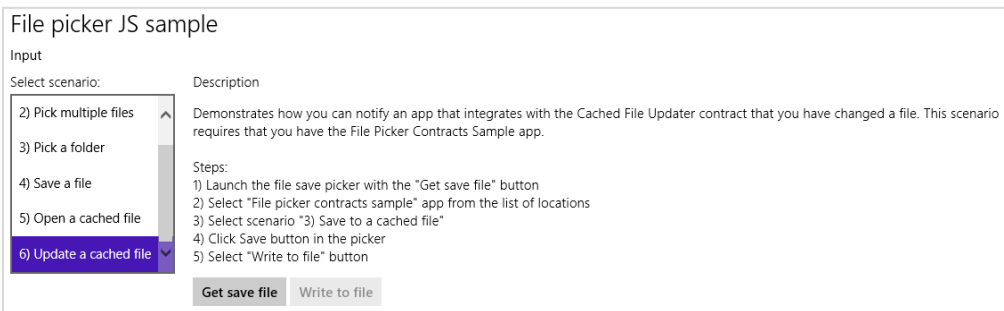 File picker JS sample
Input
Select scenario:
2) Pick multiple files
3) Pick a folder
4) Save a file
5) Open a cached file
6) Update a cached file
Description
Demonstrates how you can notify an app that integrates with the Cached File Updater contract that you have changed a file. This scenario
requires that you have the File Picker Contracts Sample app.
Steps:
1) Launch the file save picker with the "Get save file" button
2) Select "File picker contracts sample" app from the list of locations
3) Select scenario "3) Save to a cached file"
4) Click Save button in the picker
5) Select "Write to file" button
Get save file
Write to file